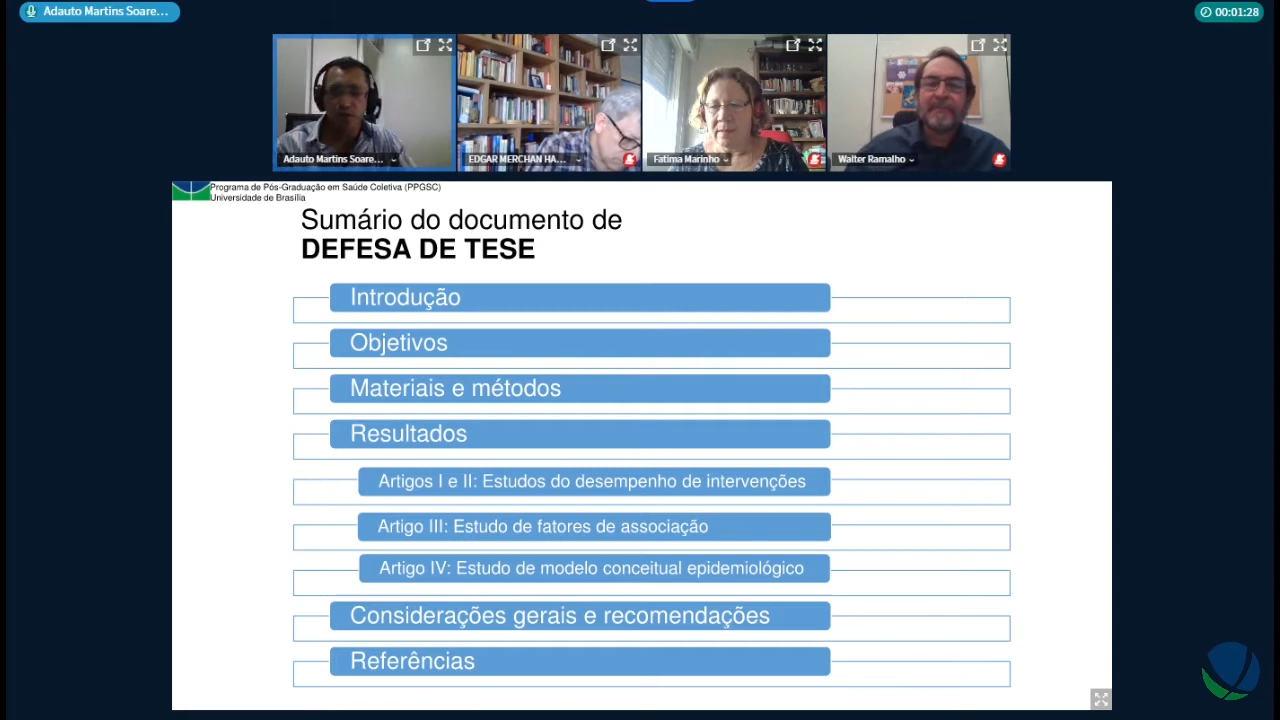 Adauto Martins Soare...
00:01:28
Adauto Martins Soare...
EDGAR MERCHAN HA...
Fatima Marinho
Walter Ramalho
Programa de Pós-Graduação em Saúde Coletiva (PPGSC)
Universidade de Brasília
Sumário do documento de
DEFESA DE TESE
Introdução
Objetivos
Materiais e métodos
Resultados
Artigos I e II: Estudos do desempenho de intervenções
Artigo III: Estudo de fatores de associação
Artigo IV: Estudo de modelo conceitual epidemiológico
Considerações gerais e recomendações
Referências